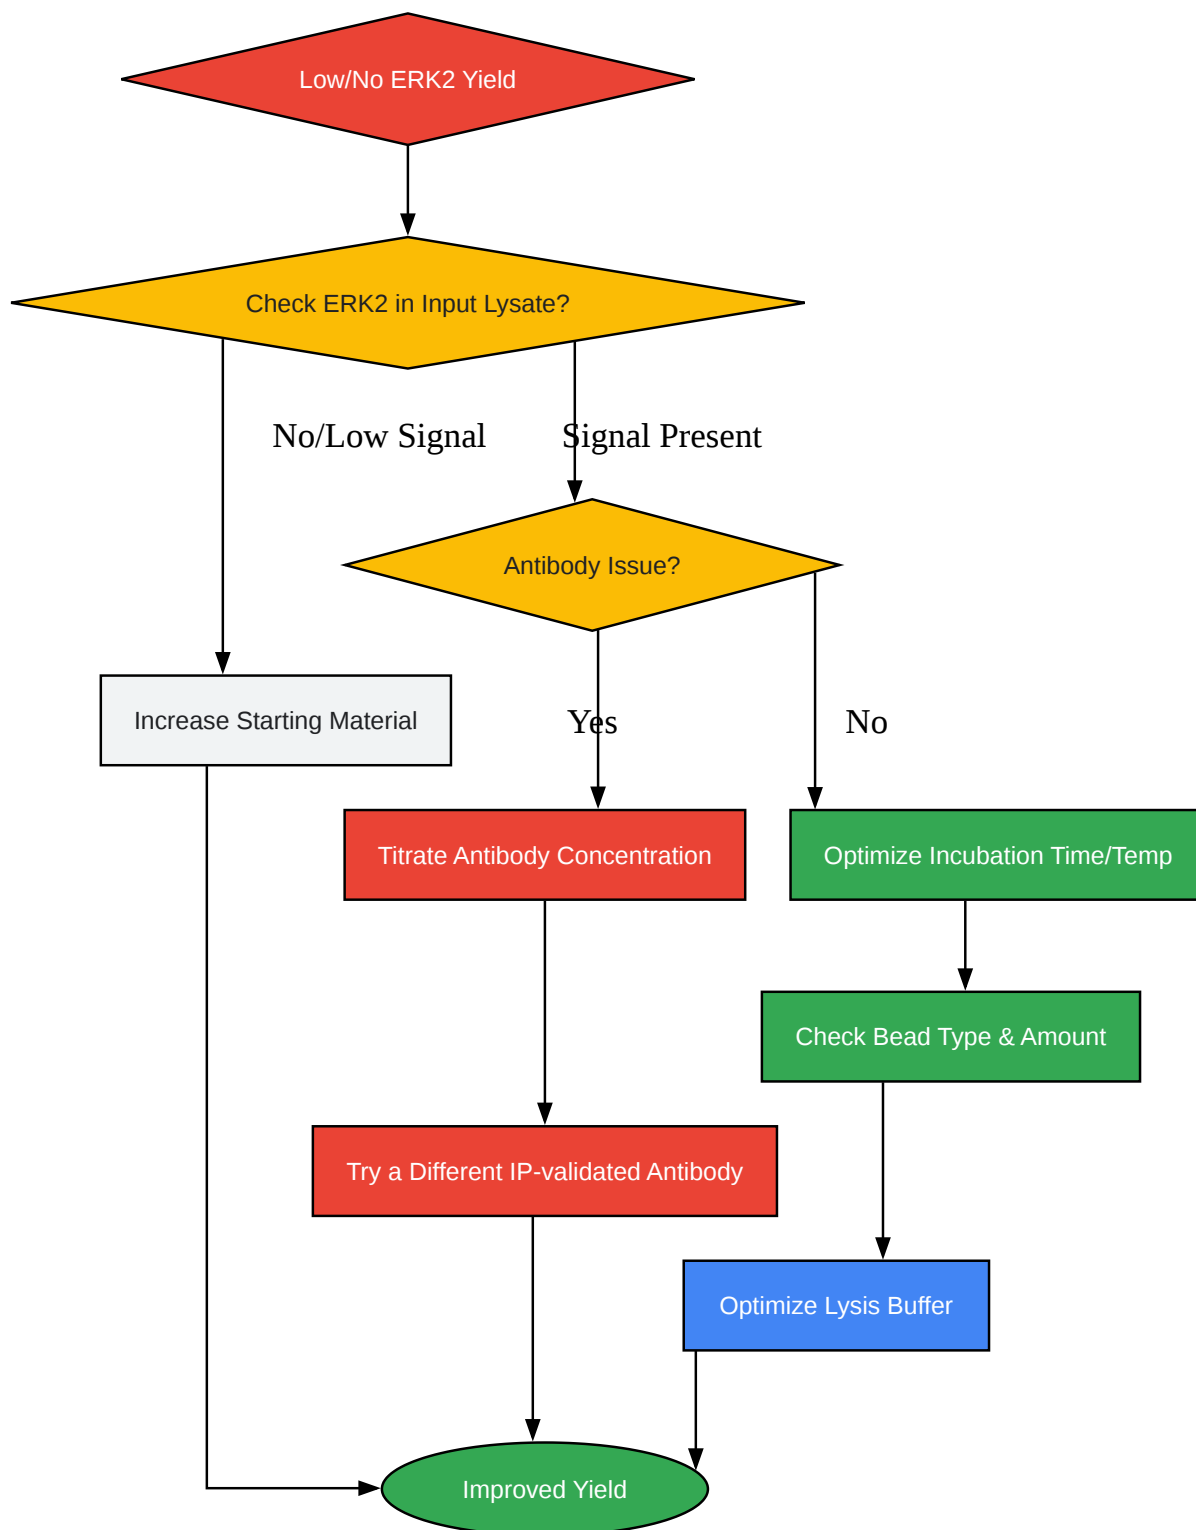 Low/No ERK2 Yield
Check ERK2 in Input Lysate?
No/Low Signal
Signal Present
Antibody Issue?
Increase Starting Material
Yes
No
Titrate Antibody Concentration
Optimize Incubation Time/Temp
Check Bead Type & Amount
Try a Different IP-validated Antibody
Optimize Lysis Buffer
Improved Yield